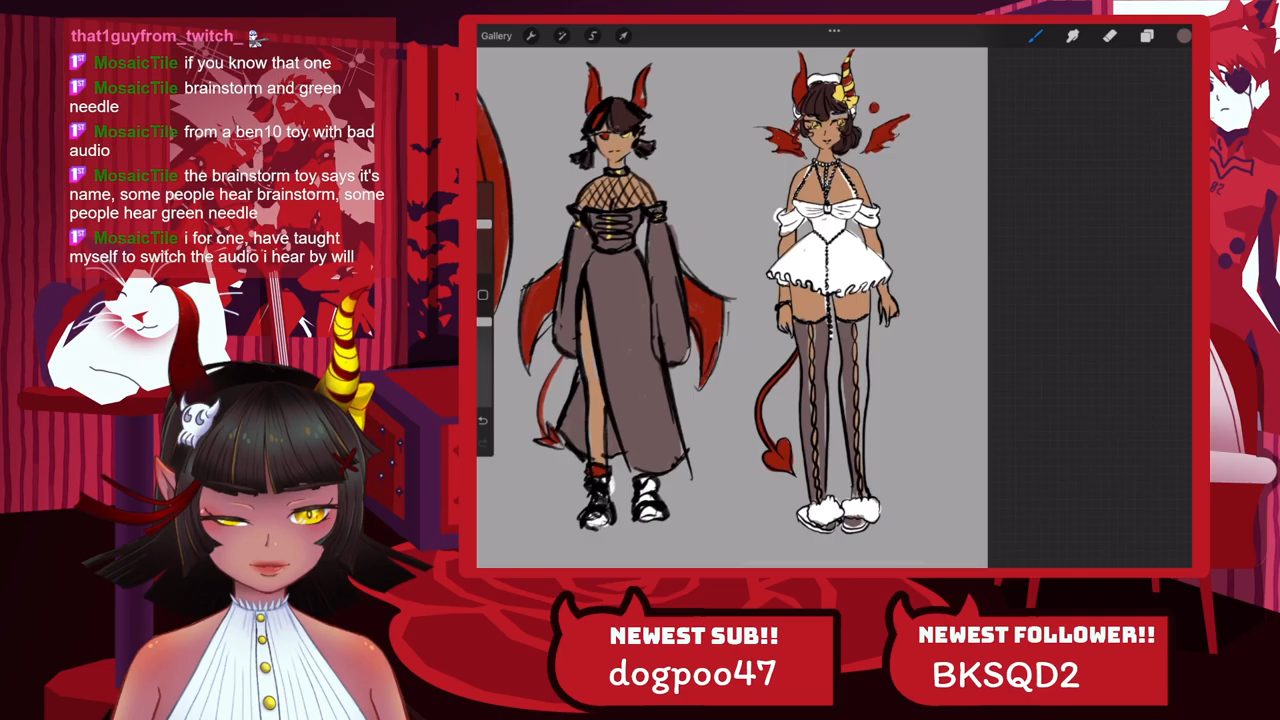 that1guyfrom_twitch_
MosaicTile if you know that one
MosaicTile brainstorm and green
needle
MosaicTile from a ben10 toy with bad
audio
MosaicTile the brainstorm toy says it's
name, some people hear brainstorm, some
people hear green needle
MosaicTile i for one, have taught
myself to switch the audio i hear by will
Gallery
NEWEST SUB!!
dogpoo47
NEWEST FOLLOWER!!
BKSQD2